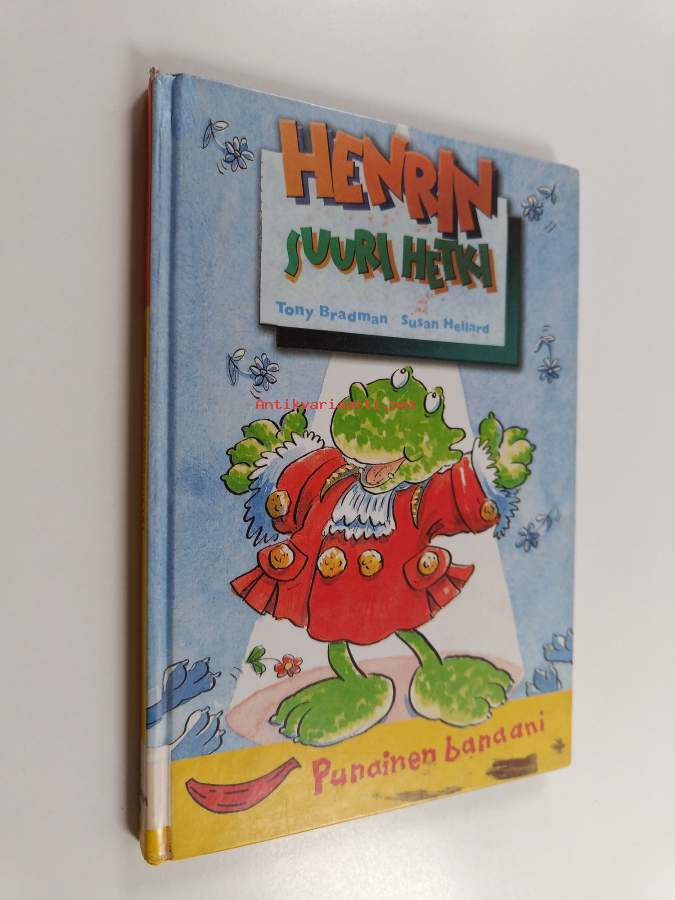 HENRIN
SUURI HETKI
Tony Bradman Susan Hellard
Antikvariaatti.net
Punainen banaani